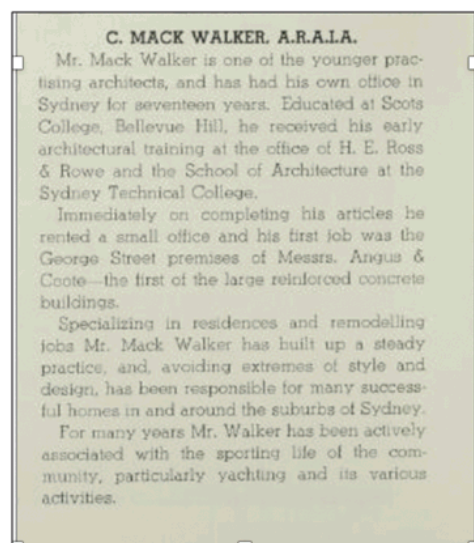 C. MACK WALKER, A.R.A.I.A.
Mr. Mack Walker is one of the younger prac-
tising architects, and has had his own office in
Sydney for seventeen years. Educated at Scots
College, Bellevue Hill, he received his early
architectural training at the office of H. E. Ross
& Rowe and the School of Architecture at the
Sydney Technical College.
Immediately on completing his articles he
rented a small office and his first job was the
George Street premises of Messrs. Angus &
Coote—the first of the large reinforced concrete
buildings.
Specializing in residences and remodelling
jobs Mr. Mack Walker has built up a steady
practice, and, avoiding extremes of style and
design, has been responsible for many success-
ful homes in and around the suburbs of Sydney.
For many years Mr. Walker has been actively
associated with the sporting life of the com-
munity, particularly yachting and its various
activities.